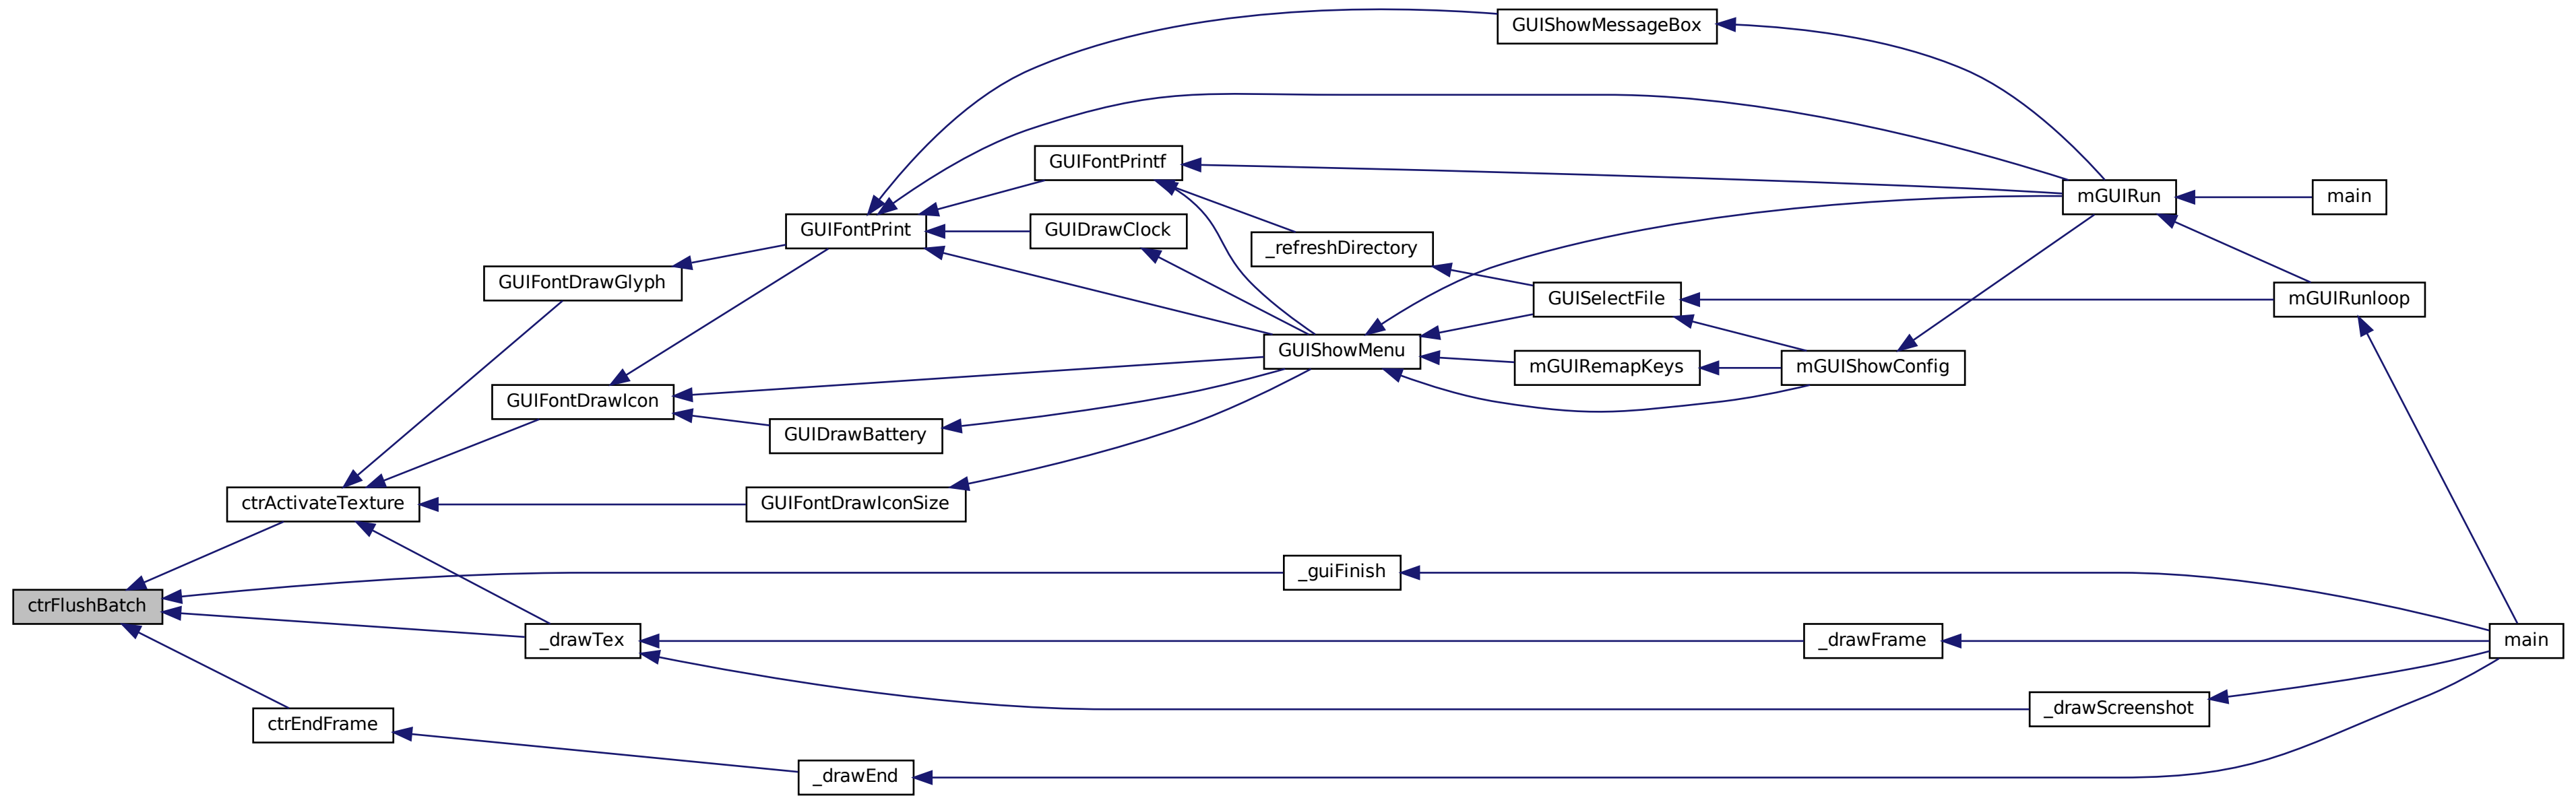 GUIShowMessageBox
GUIFontPrintf
mGUIRun
main
GUIFontPrint
GUIDrawClock
_refreshDirectory
GUIFontDrawGlyph
GUISelectFile
mGUIRunloop
GUIShowMenu
mGUIRemapKeys
mGUIShowConfig
GUIFontDrawIcon
GUIDrawBattery
ctrActivateTexture
GUIFontDrawIconSize
_guiFinish
ctrFlushBatch
_drawTex
_drawFrame
main
_drawScreenshot
ctrEndFrame
_drawEnd